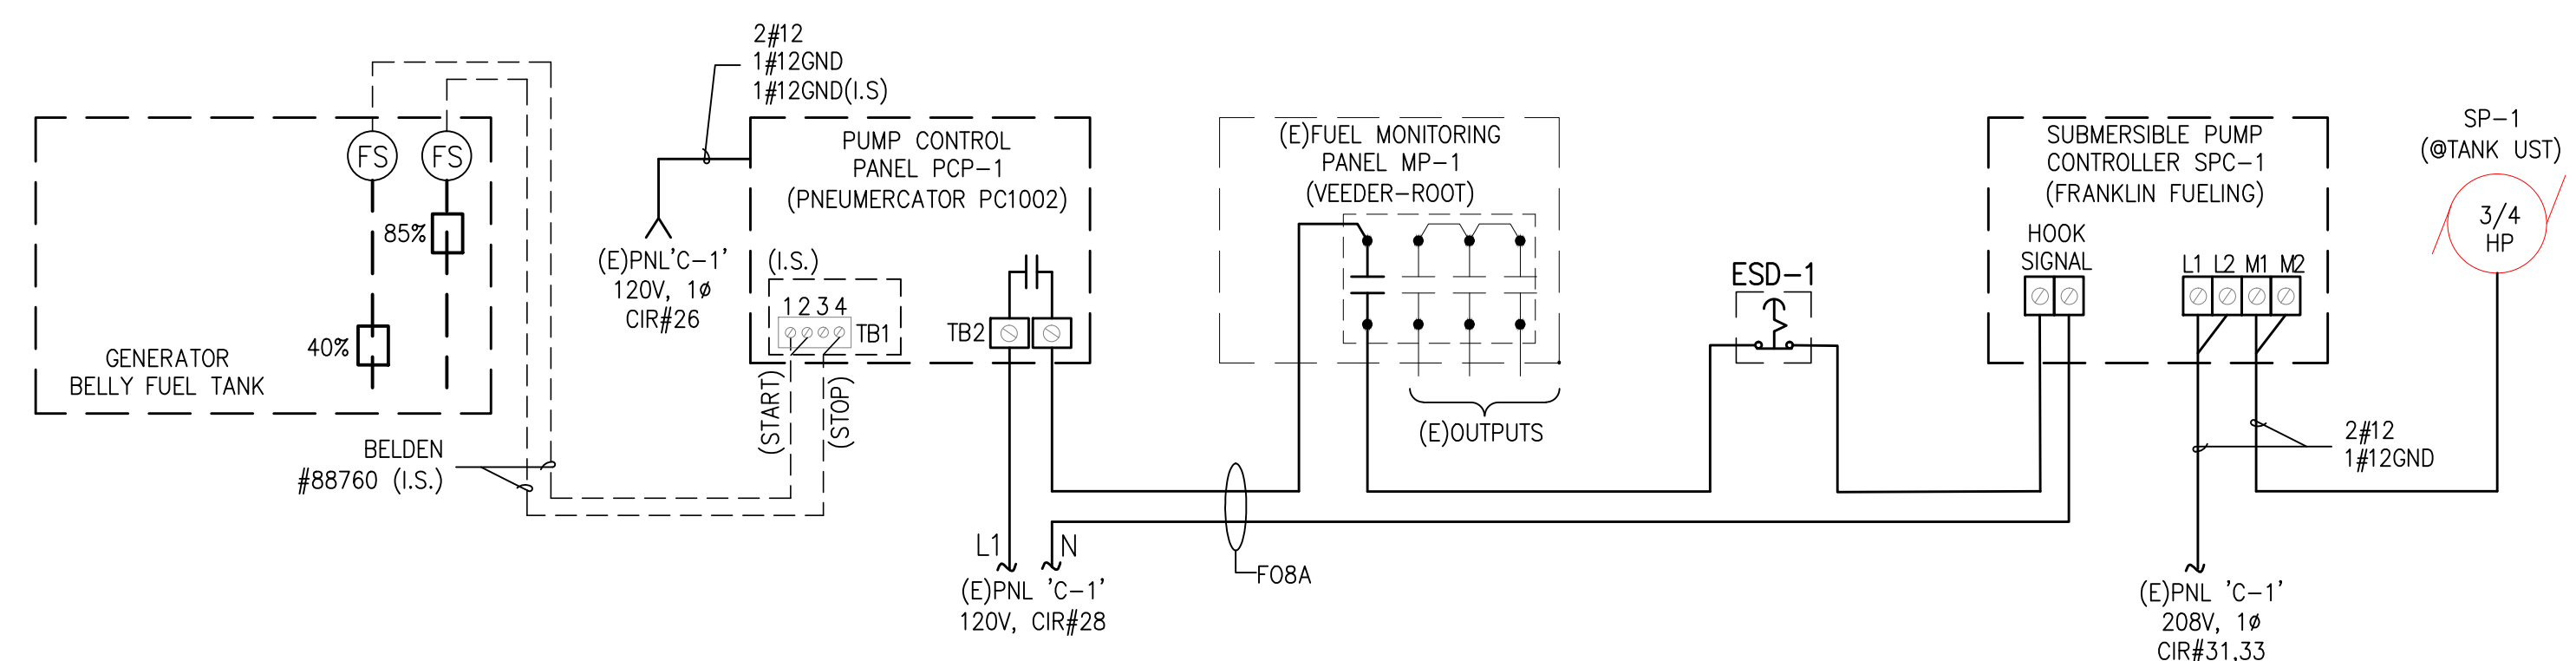 2#12
1#12GND
1#12GND(I.S)
FS
FS
85%
40%
GENERATOR
BELLY FUEL TANK
BELDEN
#88760 (I.S.)
PUMP CONTROL
PANEL PCP-1
(PNEUMERCATOR PC1002)
(E)PNL'C-1'
120V, 1ø
CIR#26
(I.S.)
1 2 3 4
TB1
TB2
(START)
(STOP)
L1
N
(E)PNL 'C-1'
120V, CIR#28
(E)FUEL MONITORING
PANEL MP-1
(VEEDER-ROOT)
(E)OUTPUTS
F08A
ESD-1
SUBMERSIBLE PUMP
CONTROLLER SPC-1
(FRANKLIN FUELING)
HOOK
SIGNAL
L1 L2 M1 M2
SP-1
(@TANK UST)
3/4
HP
2#12
1#12GND
(E)PNL 'C-1'
208V, 1ø
CIR#31,33